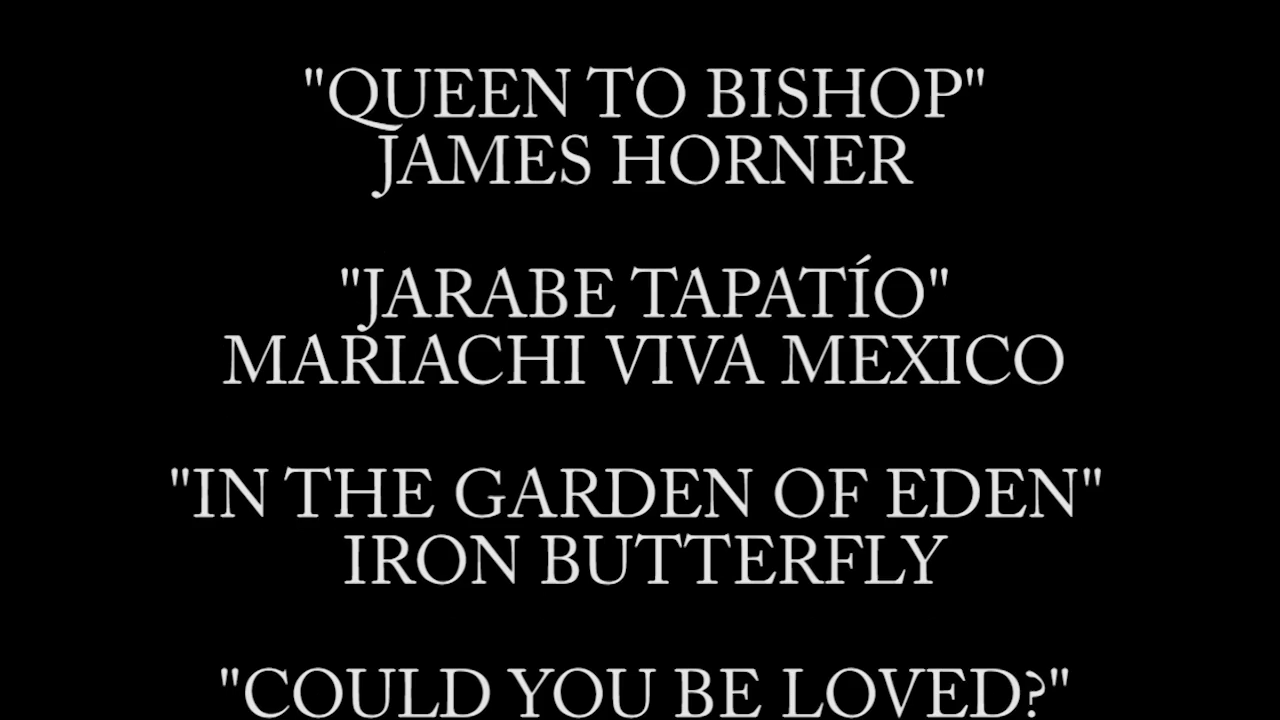 "QUEEN TO BISHOP"
JAMES HORNER
"JARABE TAPATÍO"
MARIACHI VIVA MEXICO
"IN THE GARDEN OF EDEN"
IRON BUTTERFLY
"COULD YOU BE LOVED?"